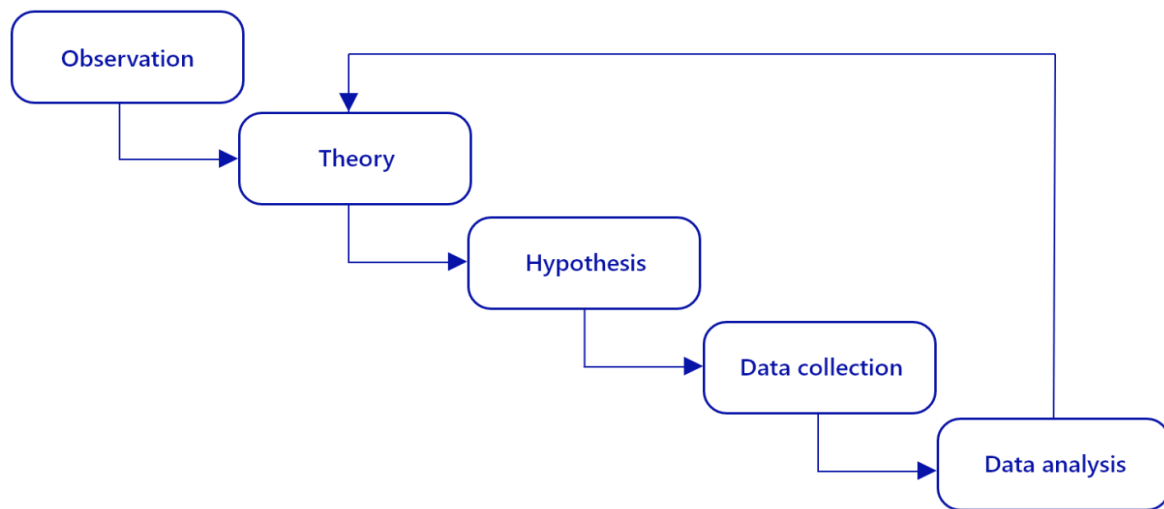 Observation
Theory
Hypothesis
Data collection
Data analysis